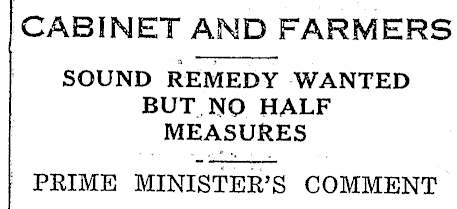 CABINET AND FARMERS
SOUND REMEDY WANTED
BUT NO HALF
MEASURES
PRIME MINISTER'S COMMENT